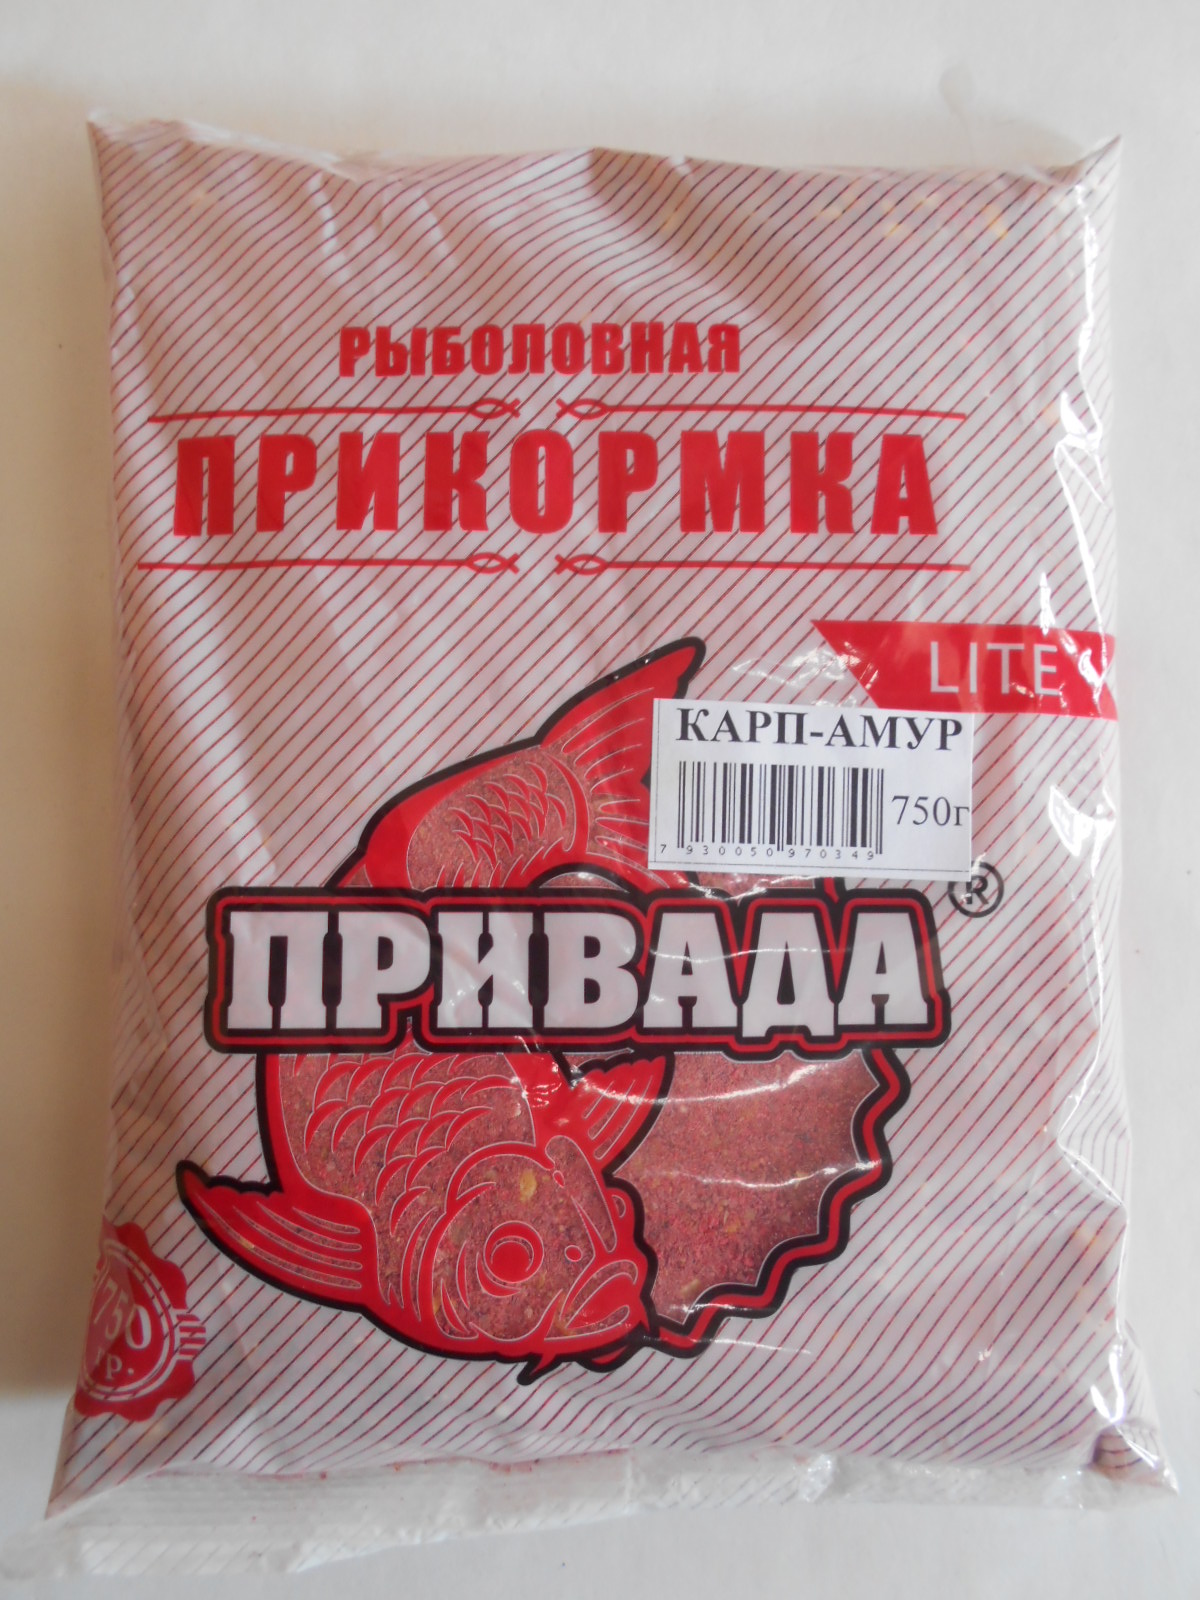 РЫБОЛОВНАЯ
ПРИКОРМКА
LITE
КАРП-АМУР
750г
7 930050 970349
ПРИВАДА®
750
гр.